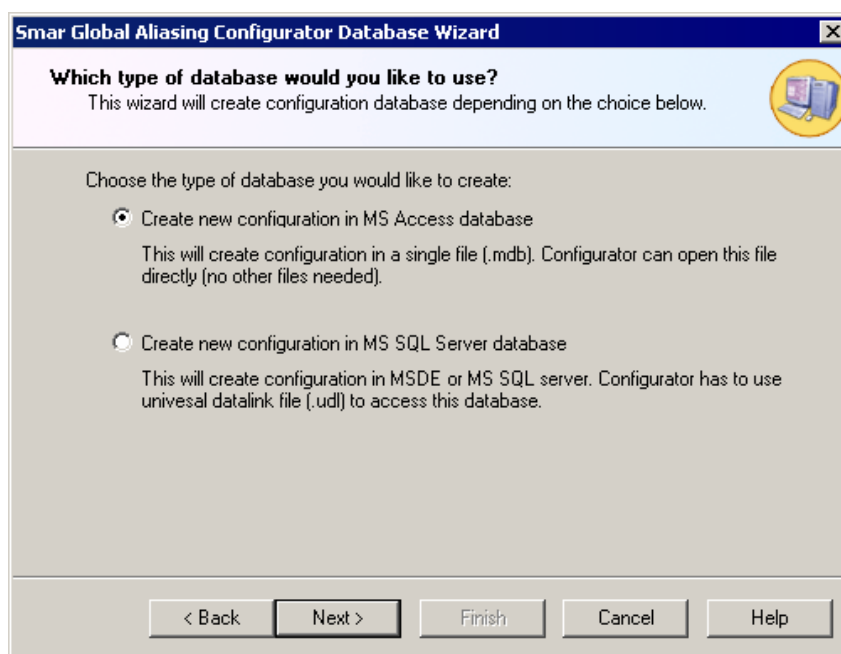 Smar Global Aliasing Configurator Database Wizard
Which type of database would you like to use?
This wizard will create configuration database depending on the choice below.
Choose the type of database you would like to create:
Create new configuration in MS Access database
This will create configuration in a single file (.mdb). Configurator can open this file
directly (no other files needed).
Create new configuration in MS SQL Server database
This will create configuration in MSDE or MS SQL server. Configurator has to use
univesal datalink file (.udl) to access this database.
< Back
Next >
Finish
Cancel
Help